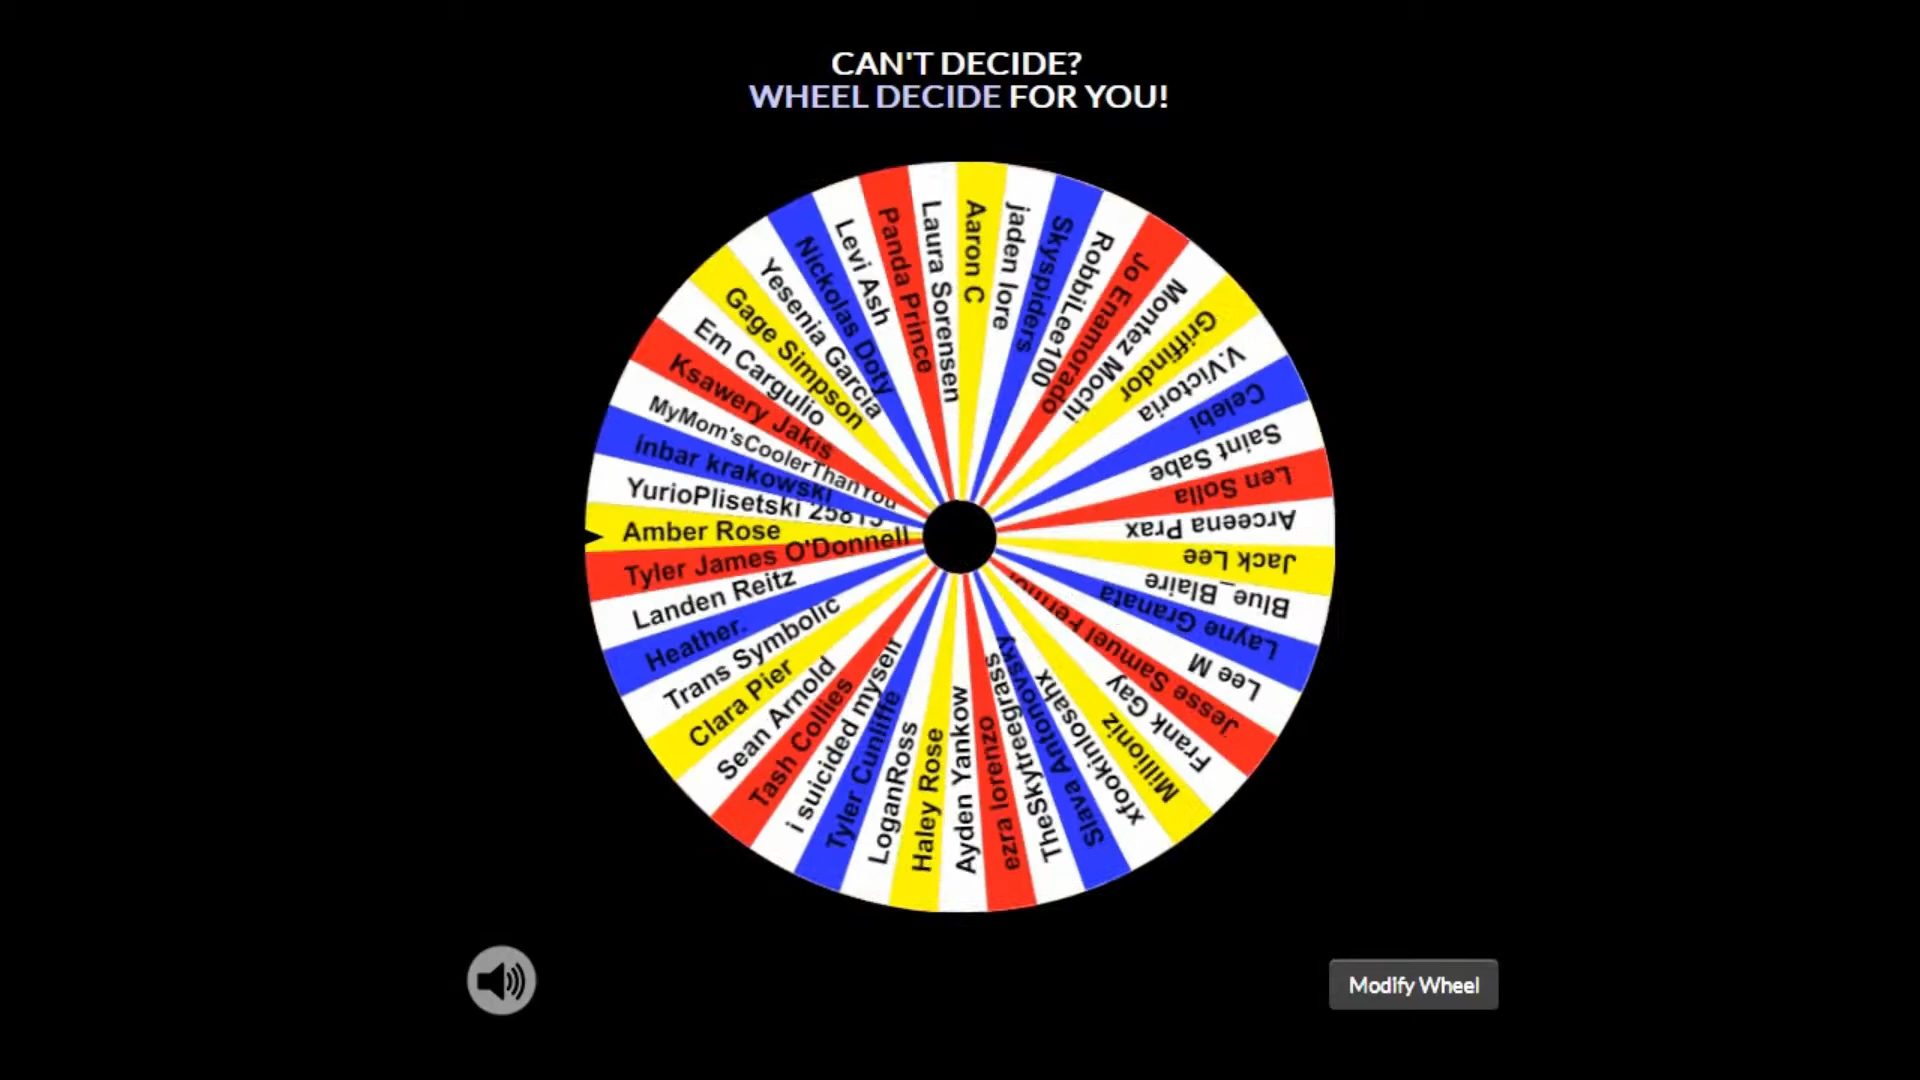 CAN'T DECIDE?
WHEEL DECIDE FOR YOU!
Aaron C
jaden lore
Skyspiders
RobbiLee100
Jo Enamorado
Montez Mochi
Griffindor
V.Victoria
Celebi
Saint Sabe
Len Solla
Arceena Prax
Jack Lee
Blue_Blaire
Layne Granata
Lee M
Jesse Samuel
Frank Gay
Millioniz
xfookinlosahx
Slava Antonovsky
TheSkytreegrass
ezra lorenzo
Ayden Yankow
Haley Rose
LoganRoss
Tyler Cunliffe
i suicided myself
Tash Collies
Sean Arnold
Clara Pier
Trans Symbolic
Heather.
Landen Reitz
Tyler James O'Donnell
Amber Rose
YurioPlisetski 25815
inbar krakowski
MyMom'sCoolerThanYou
Ksawery Jakis
Em Cargulio
Gage Simpson
Yesenia Garcia
Nickolas Doty
Levi Ash
Panda Prince
Laura Sorensen
Modify Wheel